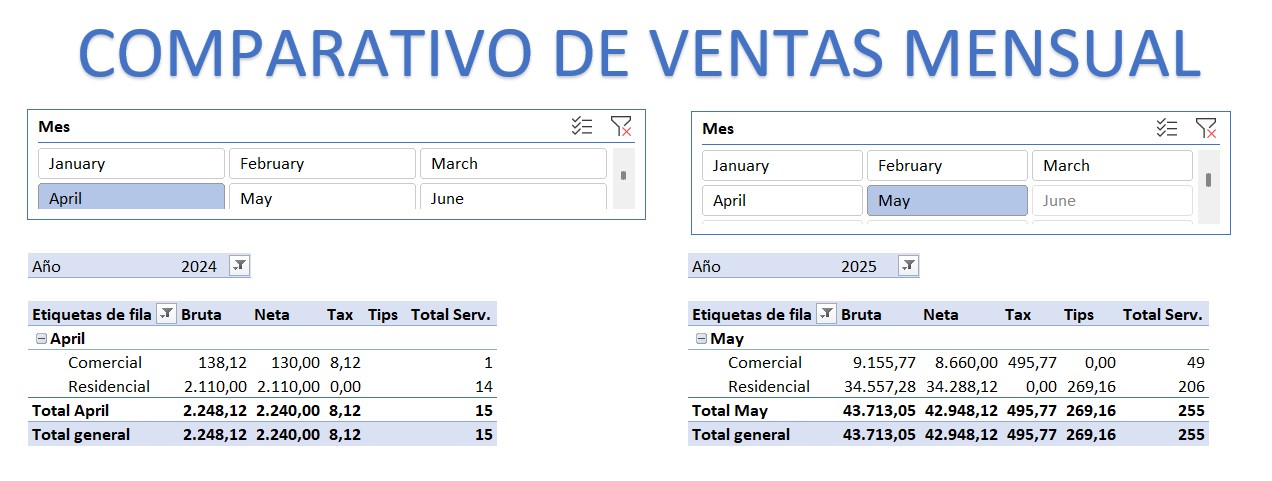 COMPARATIVO DE VENTAS MENSUAL
Mes
January February March
April May June
Año 2024
Etiquetas de fila Bruta Neta Tax Tips Total Serv.
April
Comercial 138,12 130,00 8,12 1
Residencial 2.110,00 2.110,00 0,00 14
Total April 2.248,12 2.240,00 8,12 15
Total general 2.248,12 2.240,00 8,12 15
Mes
January February March
April May June
Año 2025
Etiquetas de fila Bruta Neta Tax Tips Total Serv.
May
Comercial 9.155,77 8.660,00 495,77 0,00 49
Residencial 34.557,28 34.288,12 0,00 269,16 206
Total May 43.713,05 42.948,12 495,77 269,16 255
Total general 43.713,05 42.948,12 495,77 269,16 255